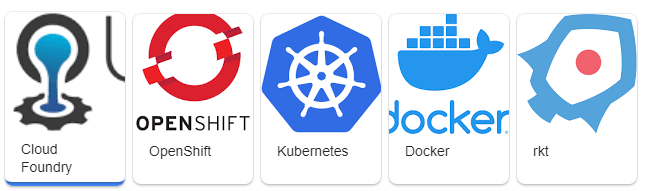 OPENSHIFT
docker
Cloud
Foundry
OpenShift
Kubernetes
Docker
rkt